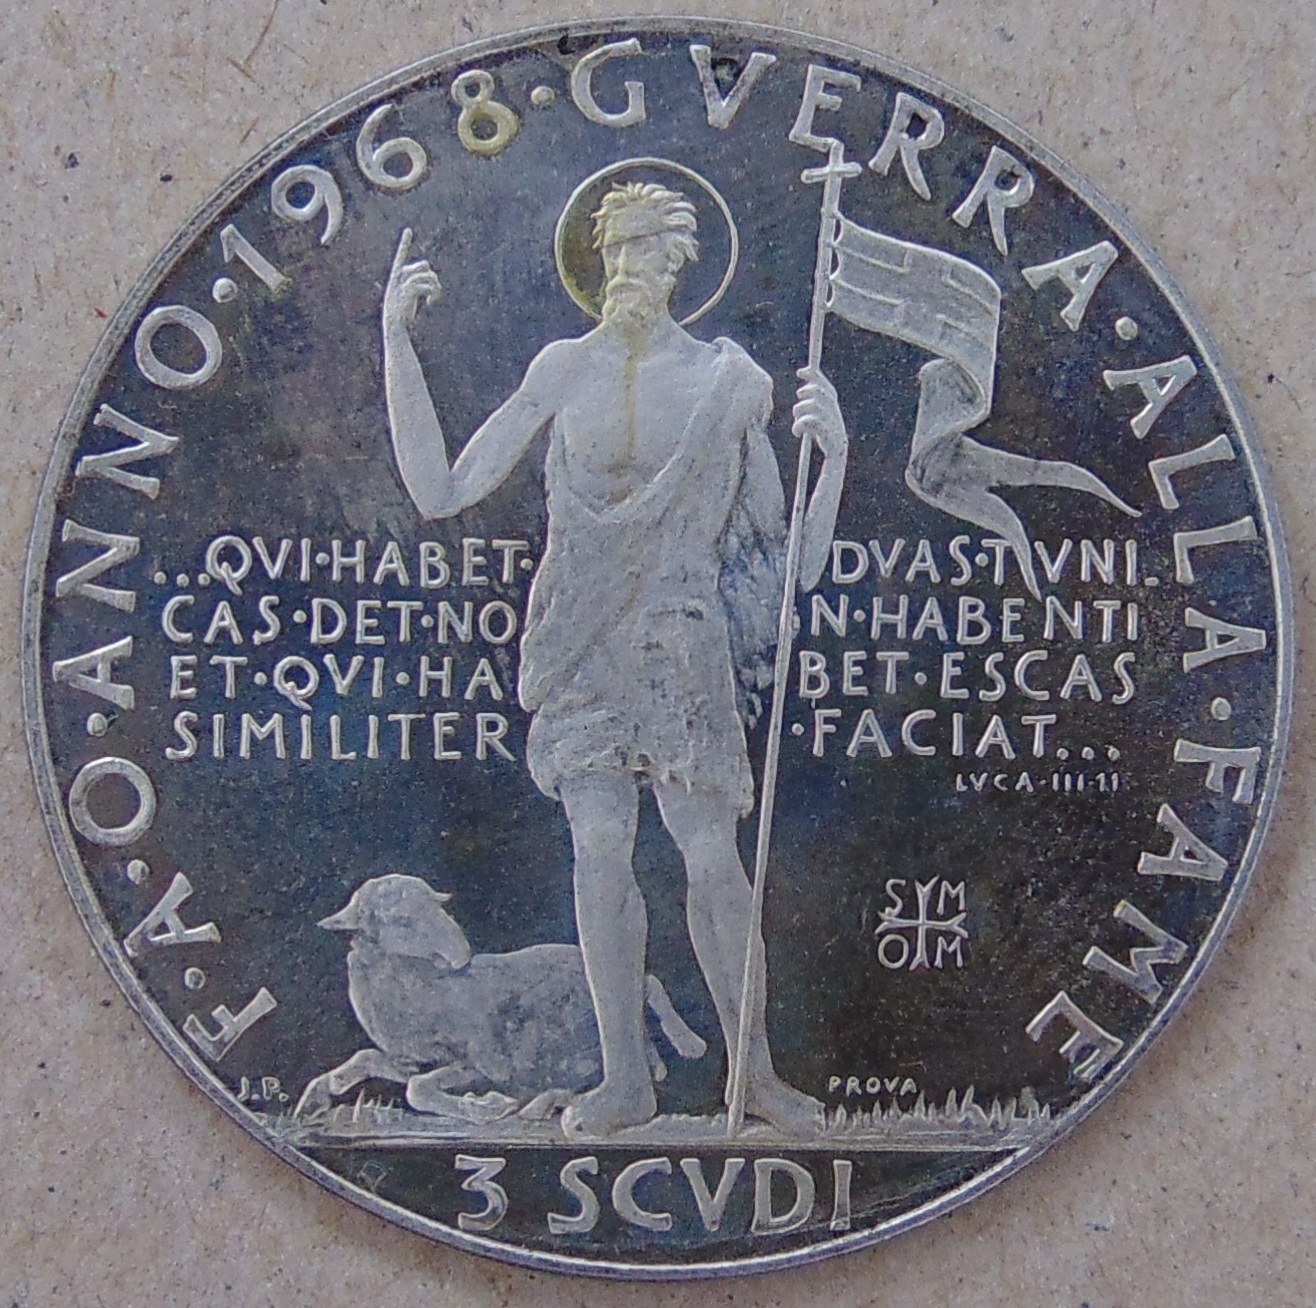 F·A·O·ANNO·1968·GVERRA·ALLA·FAME
...QVI·HABET· DVAS·TVNI
CAS·DET·NO N·HABENTI
ET·QVI·HA BET·ESCAS
SIMILITER ·FACIAT...
LVCA·III·11
SM
OM
J.P.
PROVA
3 SCVDI